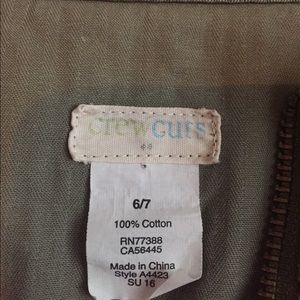 crewcuts
6/7
100% Cotton
RN77388
CA56445
Made in China
Style A4423
SU 16